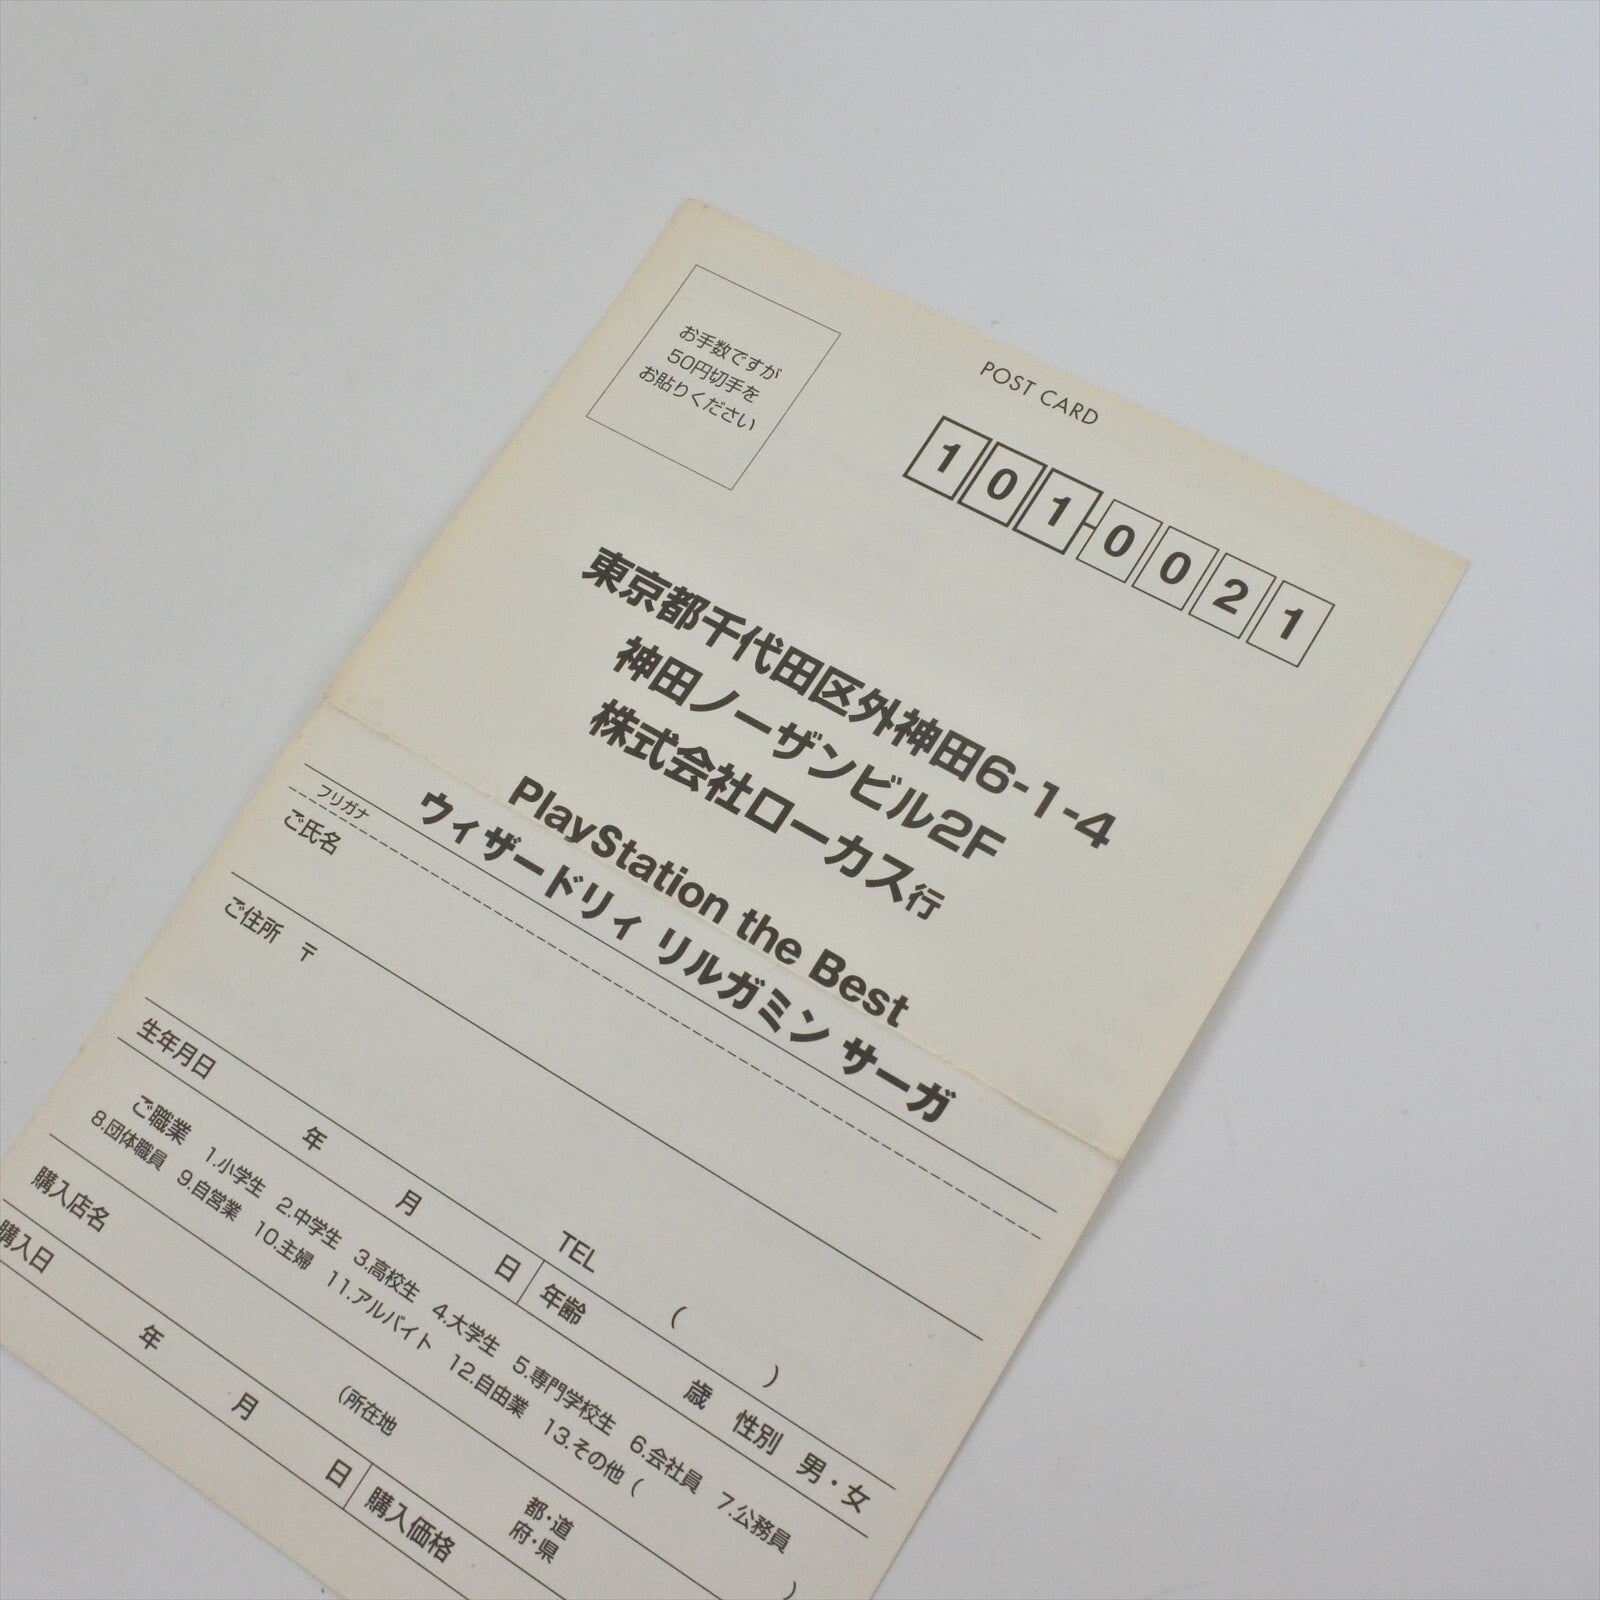 お手数ですが
50円切手を
お貼りください
POST CARD
101-0021
東京都千代田区外神田6-1-4
神田ノーザンビル2F
株式会社ローカス行
PlayStation the Best
ウィザードリィ リルガミン サーガ
フリガナ
ご氏名
ご住所 〒
TEL ( )
生年月日 年 月 日 年齢 歳 性別 男・女
ご職業 1.小学生 2.中学生 3.高校生 4.大学生 5.専門学校生 6.会社員 7.公務員
8.団体職員 9.自営業 10.主婦 11.アルバイト 12.自由業 13.その他 ( )
購入店名 (所在地 都・道
府・県
購入日 年 月 日 購入価格